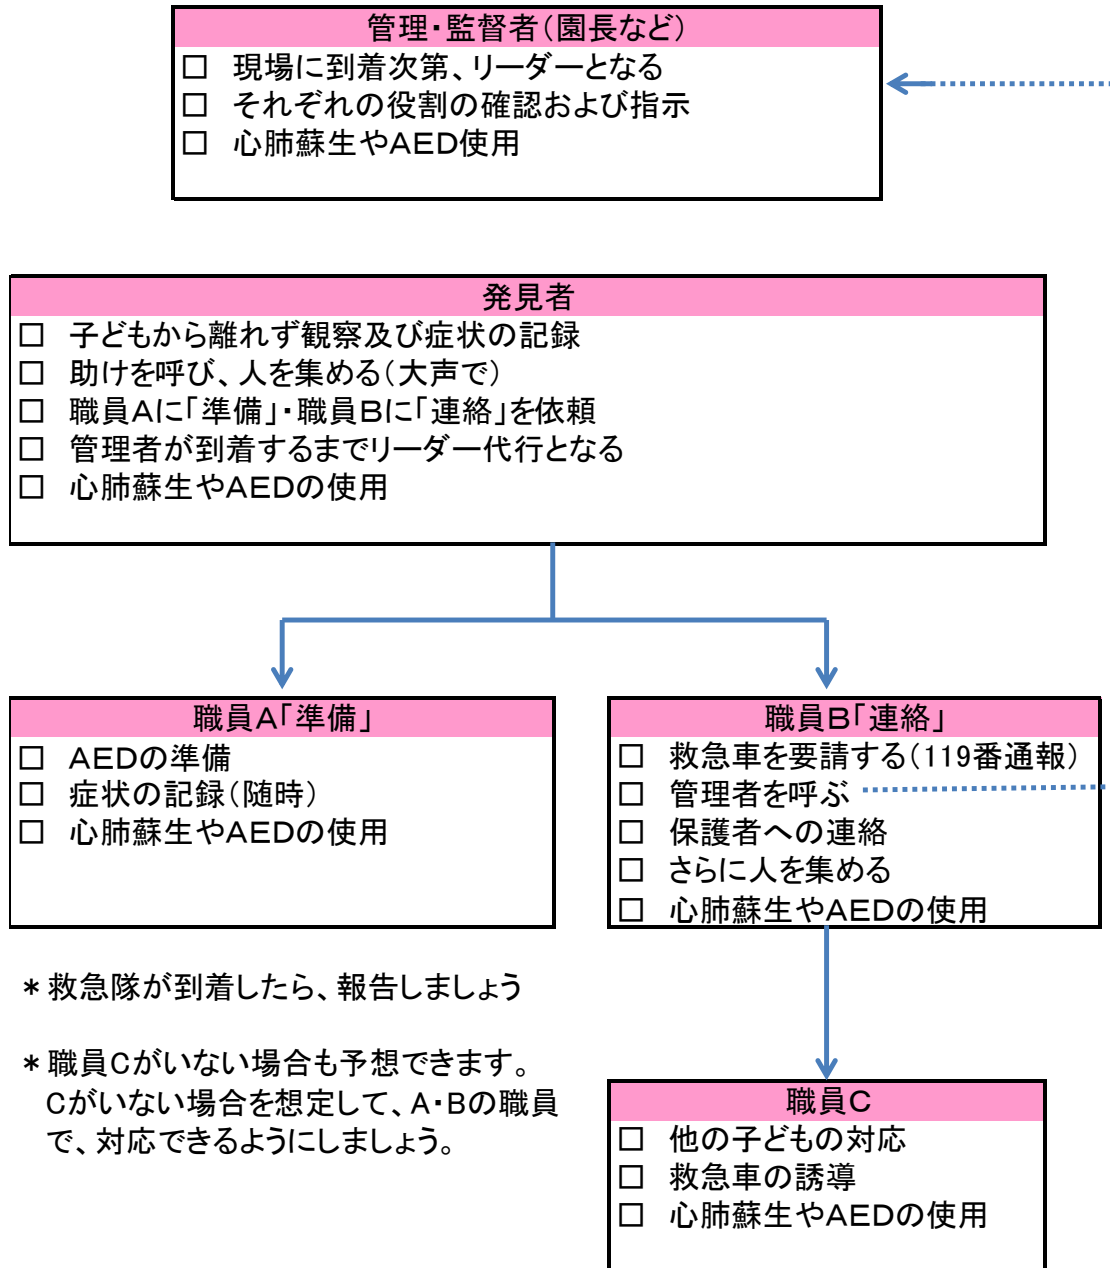 管理・監督者（園長など）
□ 現場に到着次第、リーダーとなる
□ それぞれの役割の確認および指示
□ 心肺蘇生やAED使用
発見者
□ 子どもから離れず観察及び症状の記録
□ 助けを呼び、人を集める（大声で）
□ 職員Aに「準備」・職員Bに「連絡」を依頼
□ 管理者が到着するまでリーダー代行となる
□ 心肺蘇生やAEDの使用
職員A「準備」
□ AEDの準備
□ 症状の記録（随時）
□ 心肺蘇生やAEDの使用
職員B「連絡」
□ 救急車を要請する（119番通報）
□ 管理者を呼ぶ
□ 保護者への連絡
□ さらに人を集める
□ 心肺蘇生やAEDの使用
＊救急隊が到着したら、報告しましょう
＊職員Cがいない場合も予想できます。
Cがいない場合を想定して、A・Bの職員
で、対応できるようにしましょう。
職員C
□ 他の子どもの対応
□ 救急車の誘導
□ 心肺蘇生やAEDの使用